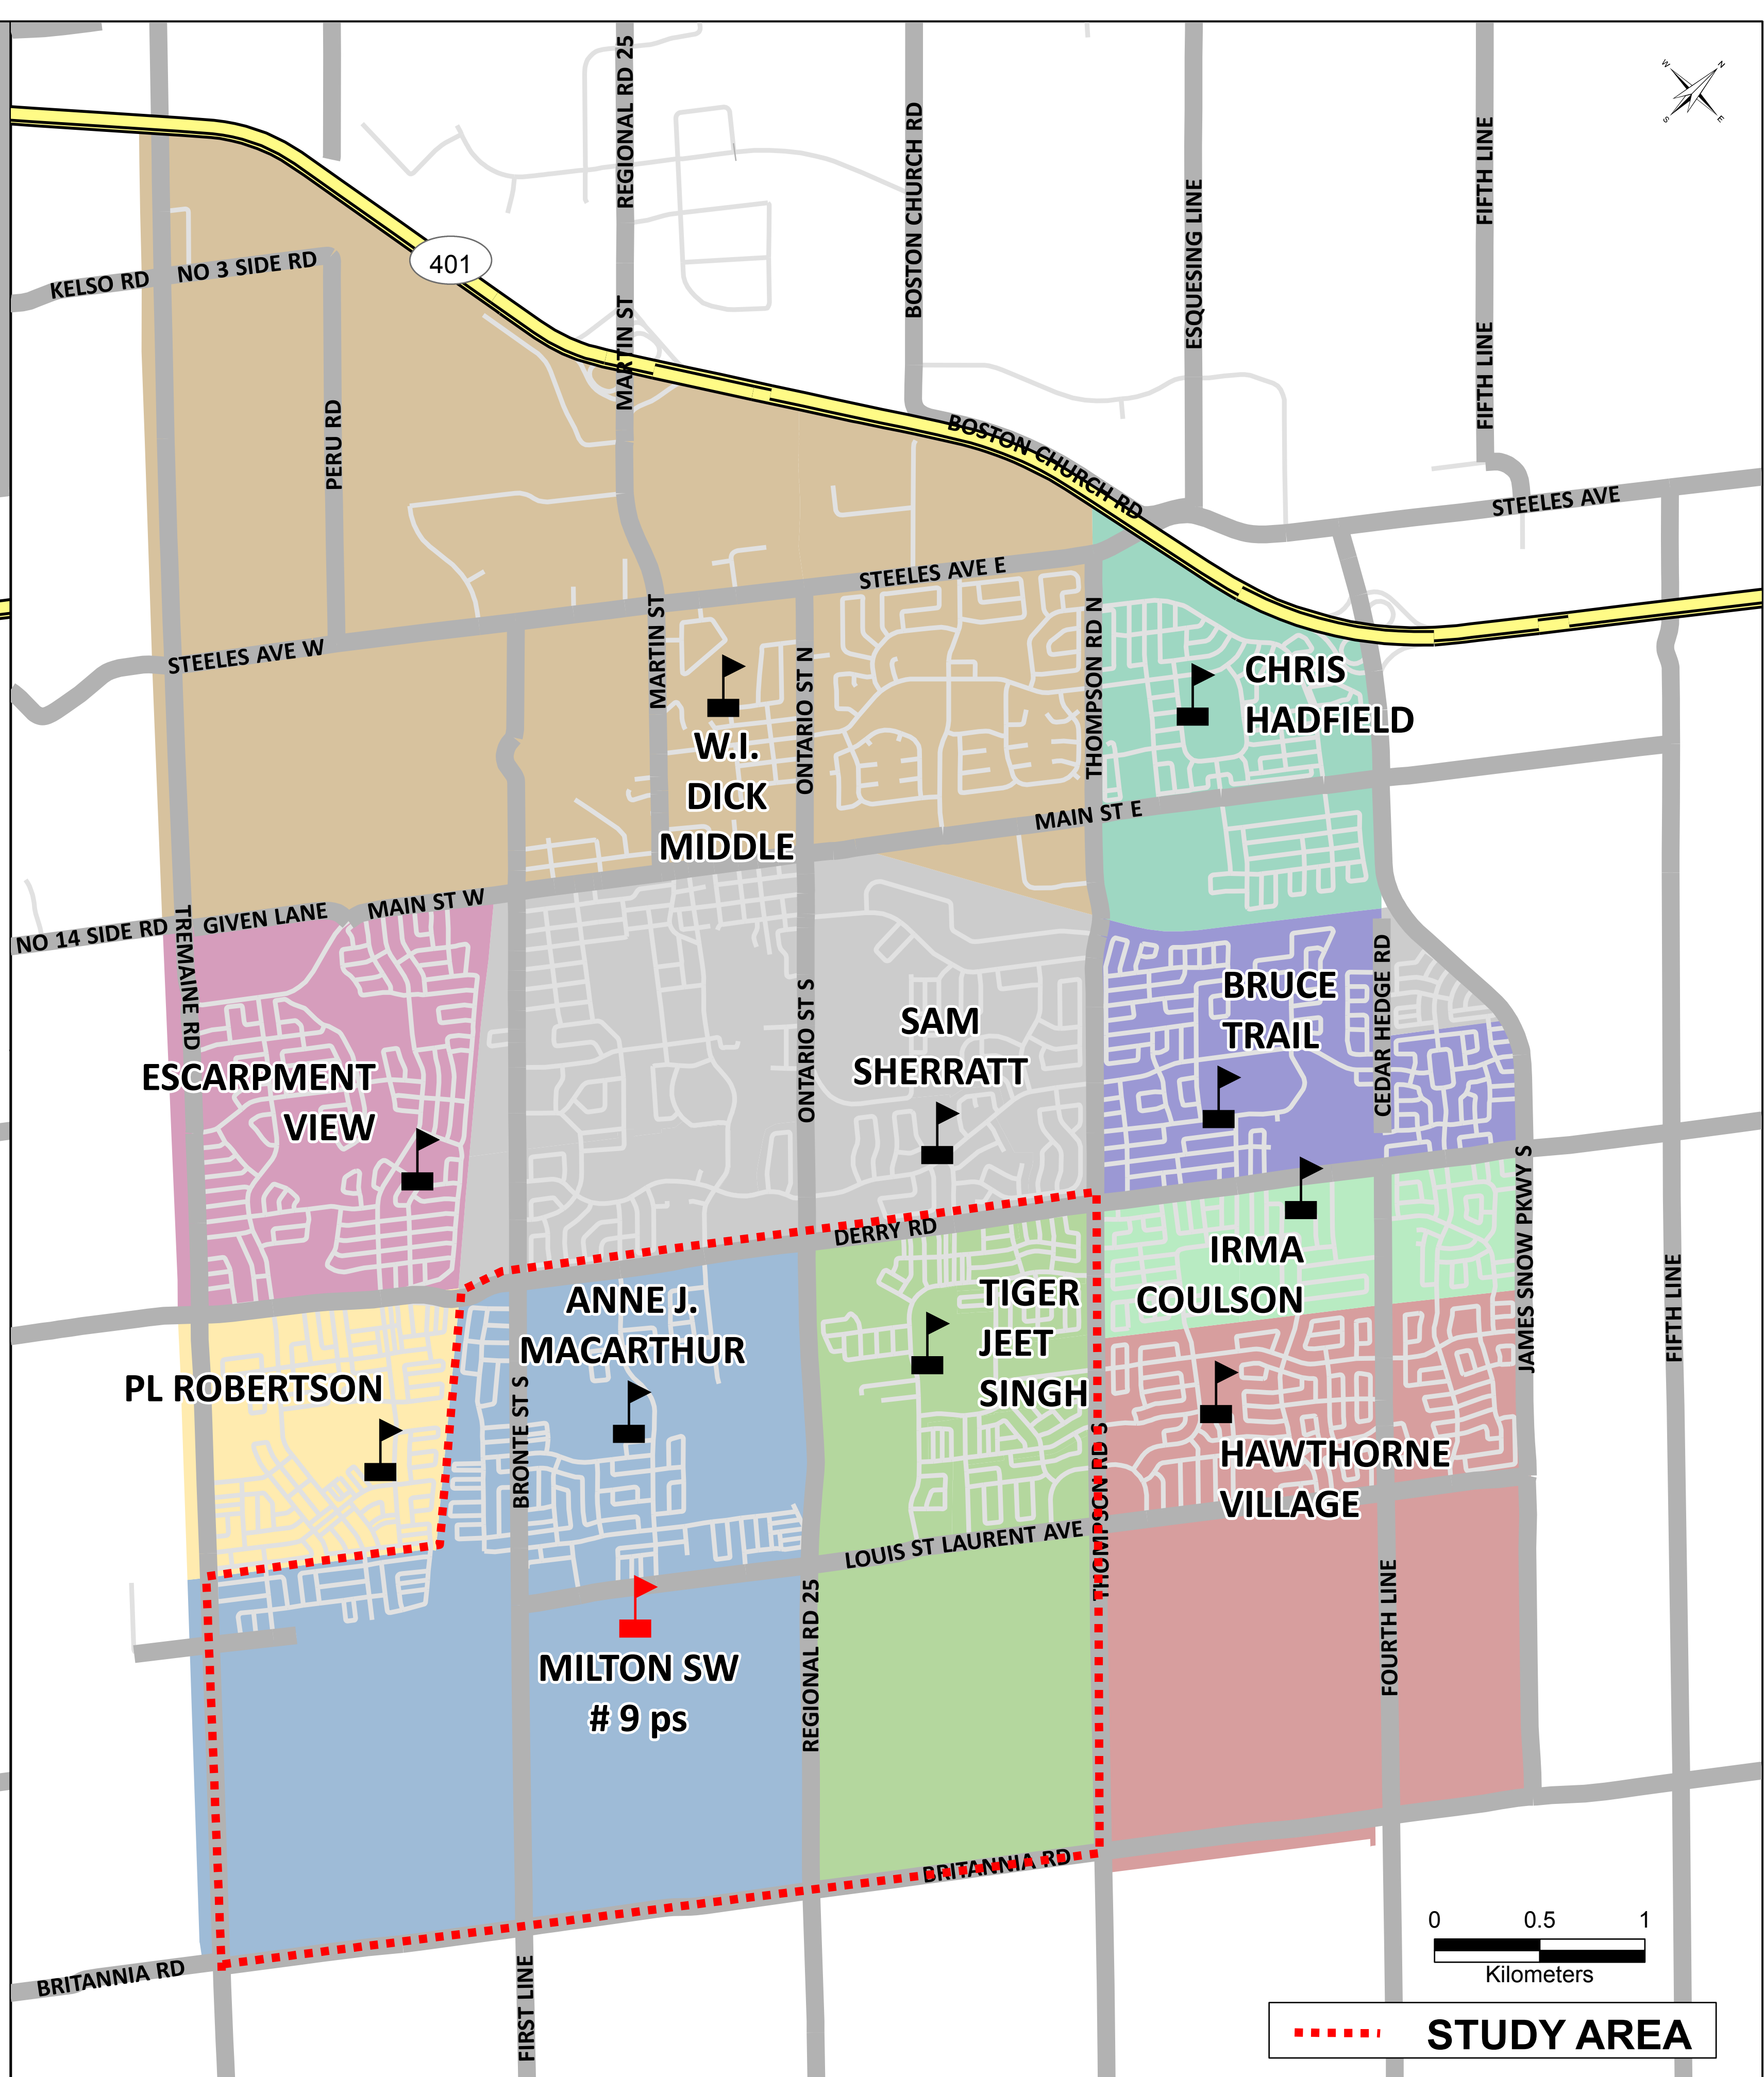 W
N
S
E
REGIONAL RD 25
BOSTON CHURCH RD
FIFTH LINE
ESQUESING LINE
FIFTH LINE
401
KELSO RD
NO 3 SIDE RD
MARTIN ST
PERU RD
BOSTON CHURCH RD
STEELES AVE
STEELES AVE E
STEELES AVE W
MARTIN ST
ONTARIO ST N
THOMPSON RD N
CHRIS
HADFIELD
W.I.
DICK
MIDDLE
MAIN ST E
NO 14 SIDE RD
TREMAINE RD
GIVEN LANE
MAIN ST W
ONTARIO ST S
BRUCE
TRAIL
CEDAR HEDGE RD
SAM
SHERRATT
ESCARPMENT
VIEW
DERRY RD
JAMES SNOW PKWY S
FIFTH LINE
IRMA
COULSON
ANNE J.
MACARTHUR
TIGER
JEET
SINGH
PL ROBERTSON
BRONTE ST S
THOMPSON RD S
HAWTHORNE
VILLAGE
LOUIS ST LAURENT AVE
REGIONAL RD 25
FOURTH LINE
MILTON SW
# 9 ps
BRITANNIA RD
BRITANNIA RD
FIRST LINE
0 0.5 1
Kilometers
STUDY AREA